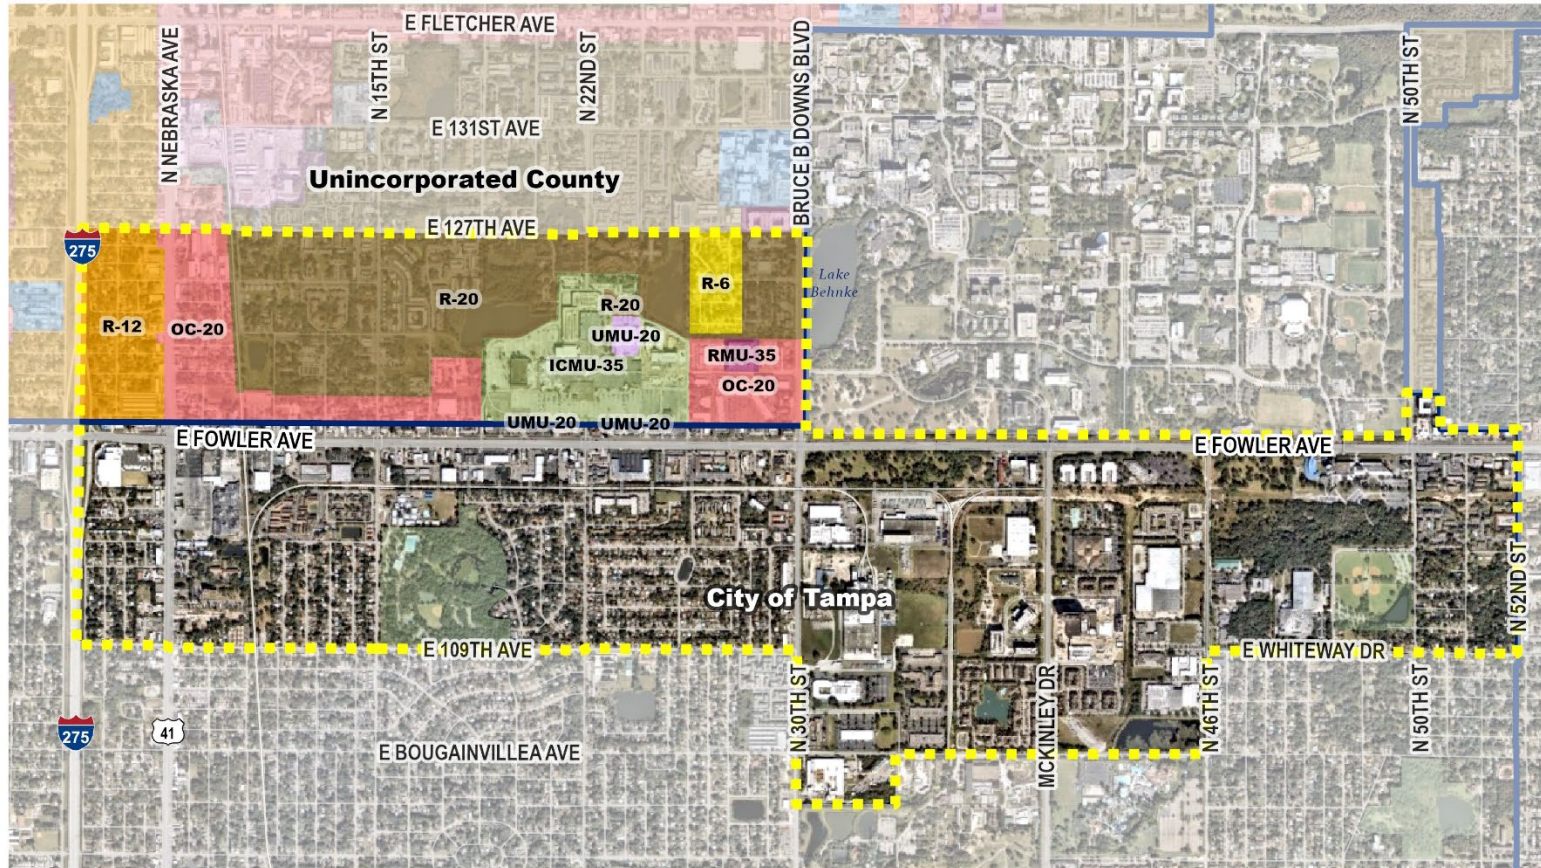 E FLETCHER AVE
N NEBRASKA AVE
N 15TH ST
N 22ND ST
BRUCE B DOWNS BLVD
N 50TH ST
E 131ST AVE
Unincorporated County
E 127TH AVE
275
Lake
Behnke
R-6
R-20
R-20
R-12
OC-20
UMU-20
RMU-35
ICMU-35
OC-20
UMU-20
UMU-20
E FOWLER AVE
E FOWLER AVE
City of Tampa
N 52ND ST
E 109TH AVE
E WHITEWAY DR
N 30TH ST
MCKINLEY DR
N 46TH ST
N 50TH ST
275
41
E BOUGAINVILLEA AVE